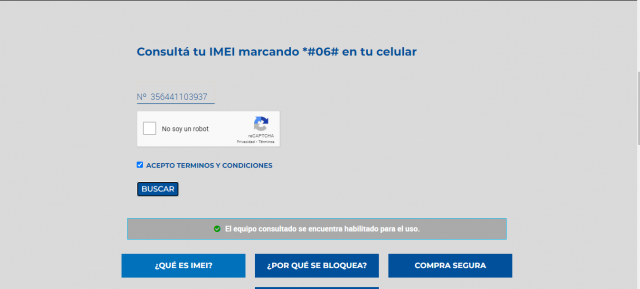 Consultá tu IMEI marcando *#06# en tu celular
Nº 356441103937
No soy un robot
reCAPTCHA
Privacidad - Términos
ACEPTO TERMINOS Y CONDICIONES
BUSCAR
El equipo consultado se encuentra habilitado para el uso.
¿QUÉ ES IMEI?
¿POR QUÉ SE BLOQUEA?
COMPRA SEGURA